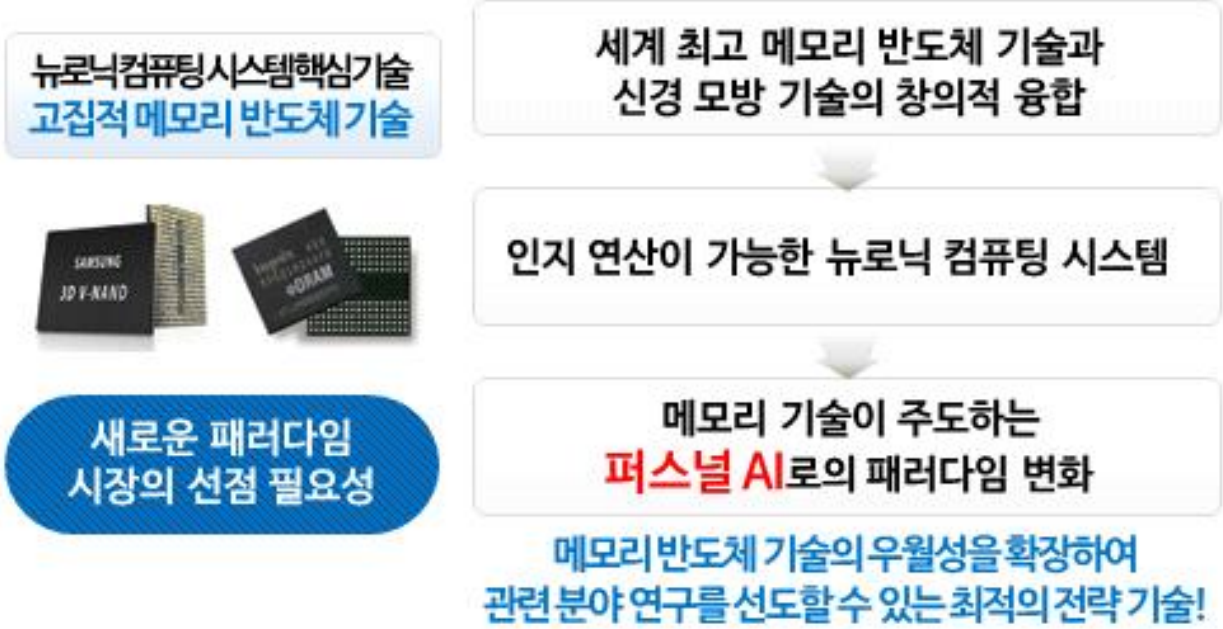 뉴로닉컴퓨팅시스템핵심기술
고집적 메모리 반도체 기술
SAMSUNG
3D V-NAND
eDRAM
새로운 패러다임
시장의 선점 필요성
세계 최고 메모리 반도체 기술과
신경 모방 기술의 창의적 융합
인지 연산이 가능한 뉴로닉 컴퓨팅 시스템
메모리 기술이 주도하는
퍼스널 AI로의 패러다임 변화
메모리 반도체 기술의 우월성을 확장하여
관련 분야 연구를 선도할 수 있는 최적의 전략 기술!